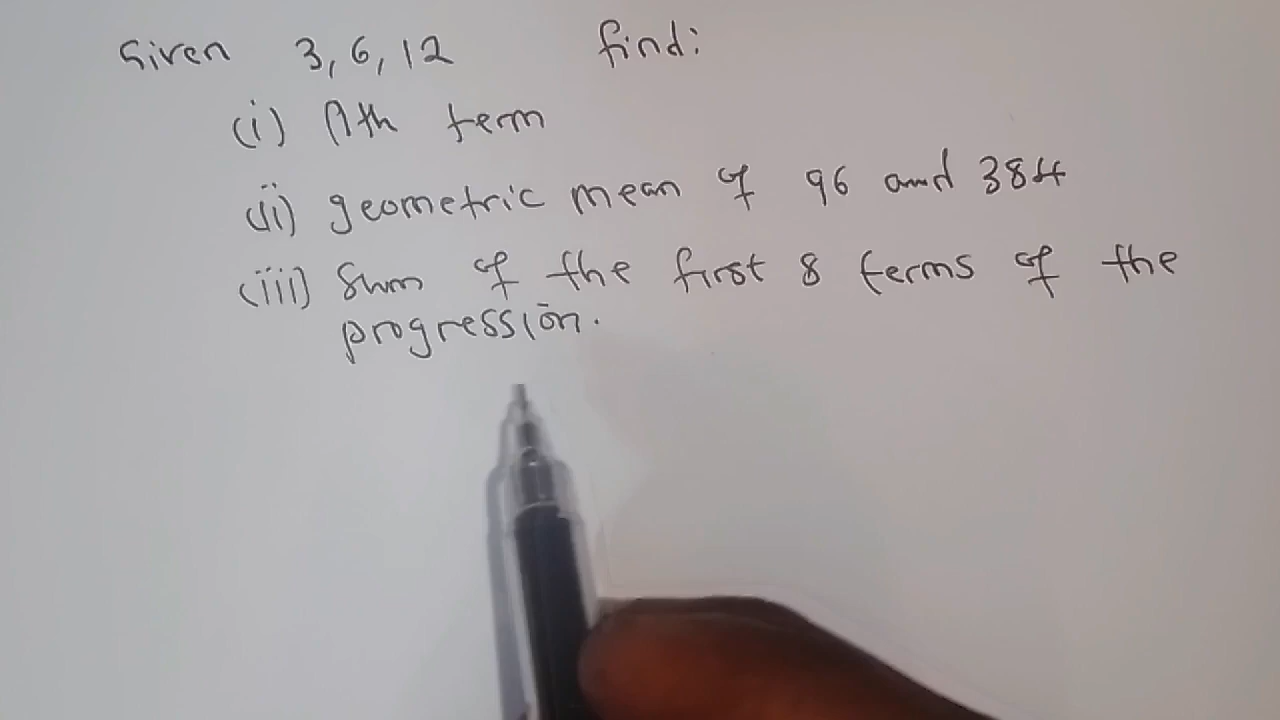 Given 3, 6, 12 find:
(i) nth term
(ii) geometric mean of 96 and 384
(iii) Sum of the first 8 terms of the
progression.